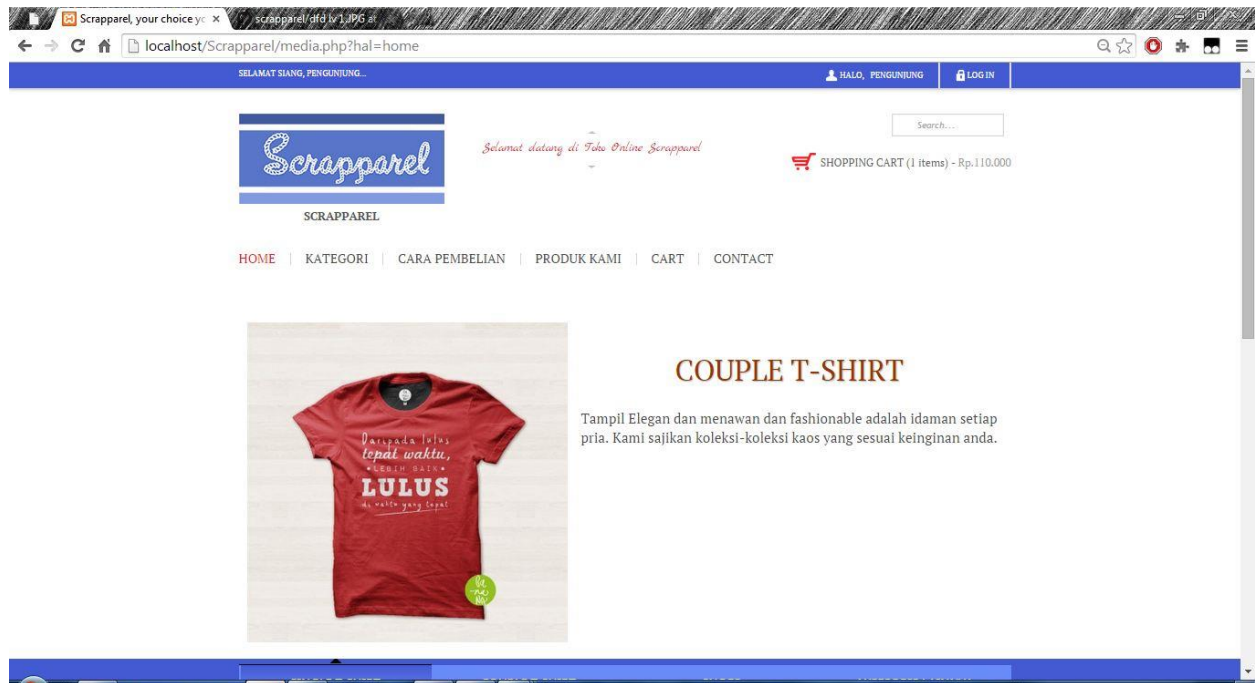 Scrapparel, your choice yo
scrapparel/dfd lv 1.JPG at
localhost/Scrapparel/media.php?hal=home
SELAMAT SIANG, PENGUNJUNG...
HALO, PENGUNJUNG
LOG IN
Scrapparel
SCRAPPAREL
Selamat datang di Toko Online Scrapparel
Search...
SHOPPING CART (1 items) - Rp.110.000
HOME
KATEGORI
CARA PEMBELIAN
PRODUK KAMI
CART
CONTACT
Daripada lulus
tepat waktu,
LEBIH BAIK
LULUS
di waktu yang tepat
COUPLE T-SHIRT
Tampil Elegan dan menawan dan fashionable adalah idaman setiap
pria. Kami sajikan koleksi-koleksi kaos yang sesuai keinginan anda.